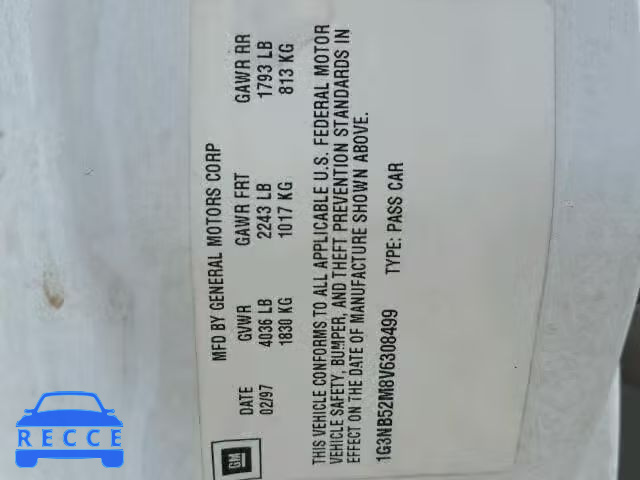 MFD BY GENERAL MOTORS CORP
DATE GVWR GAWR FRT GAWR RR
02/97 4036 LB 2243 LB 1793 LB
1830 KG 1017 KG 813 KG
THIS VEHICLE CONFORMS TO ALL APPLICABLE U.S. FEDERAL MOTOR
VEHICLE SAFETY, BUMPER, AND THEFT PREVENTION STANDARDS IN
EFFECT ON THE DATE OF MANUFACTURE SHOWN ABOVE.
1G3NB52M8V6308499 TYPE: PASS CAR
GM
RECCE